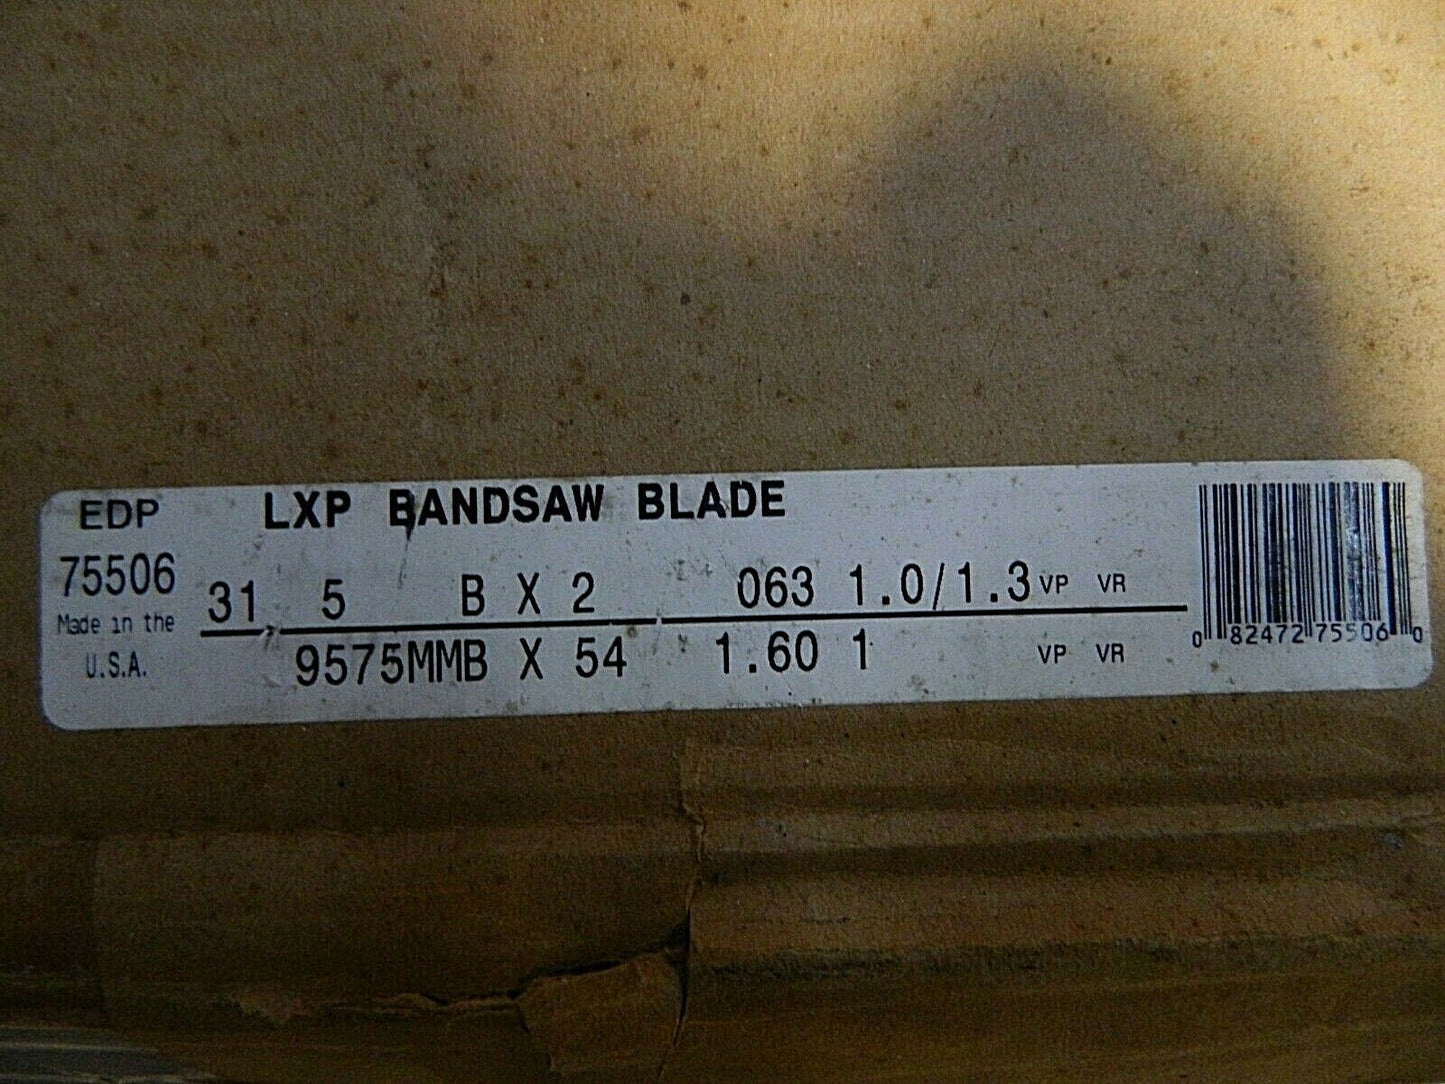 EDP LXP BANDSAW BLADE
75506 31 5 B X 2 063 1.0/1.3 VP VR
Made in the
U.S.A. 9575MMB X 54 1.60 1 VP VR
0 82472 75506 0